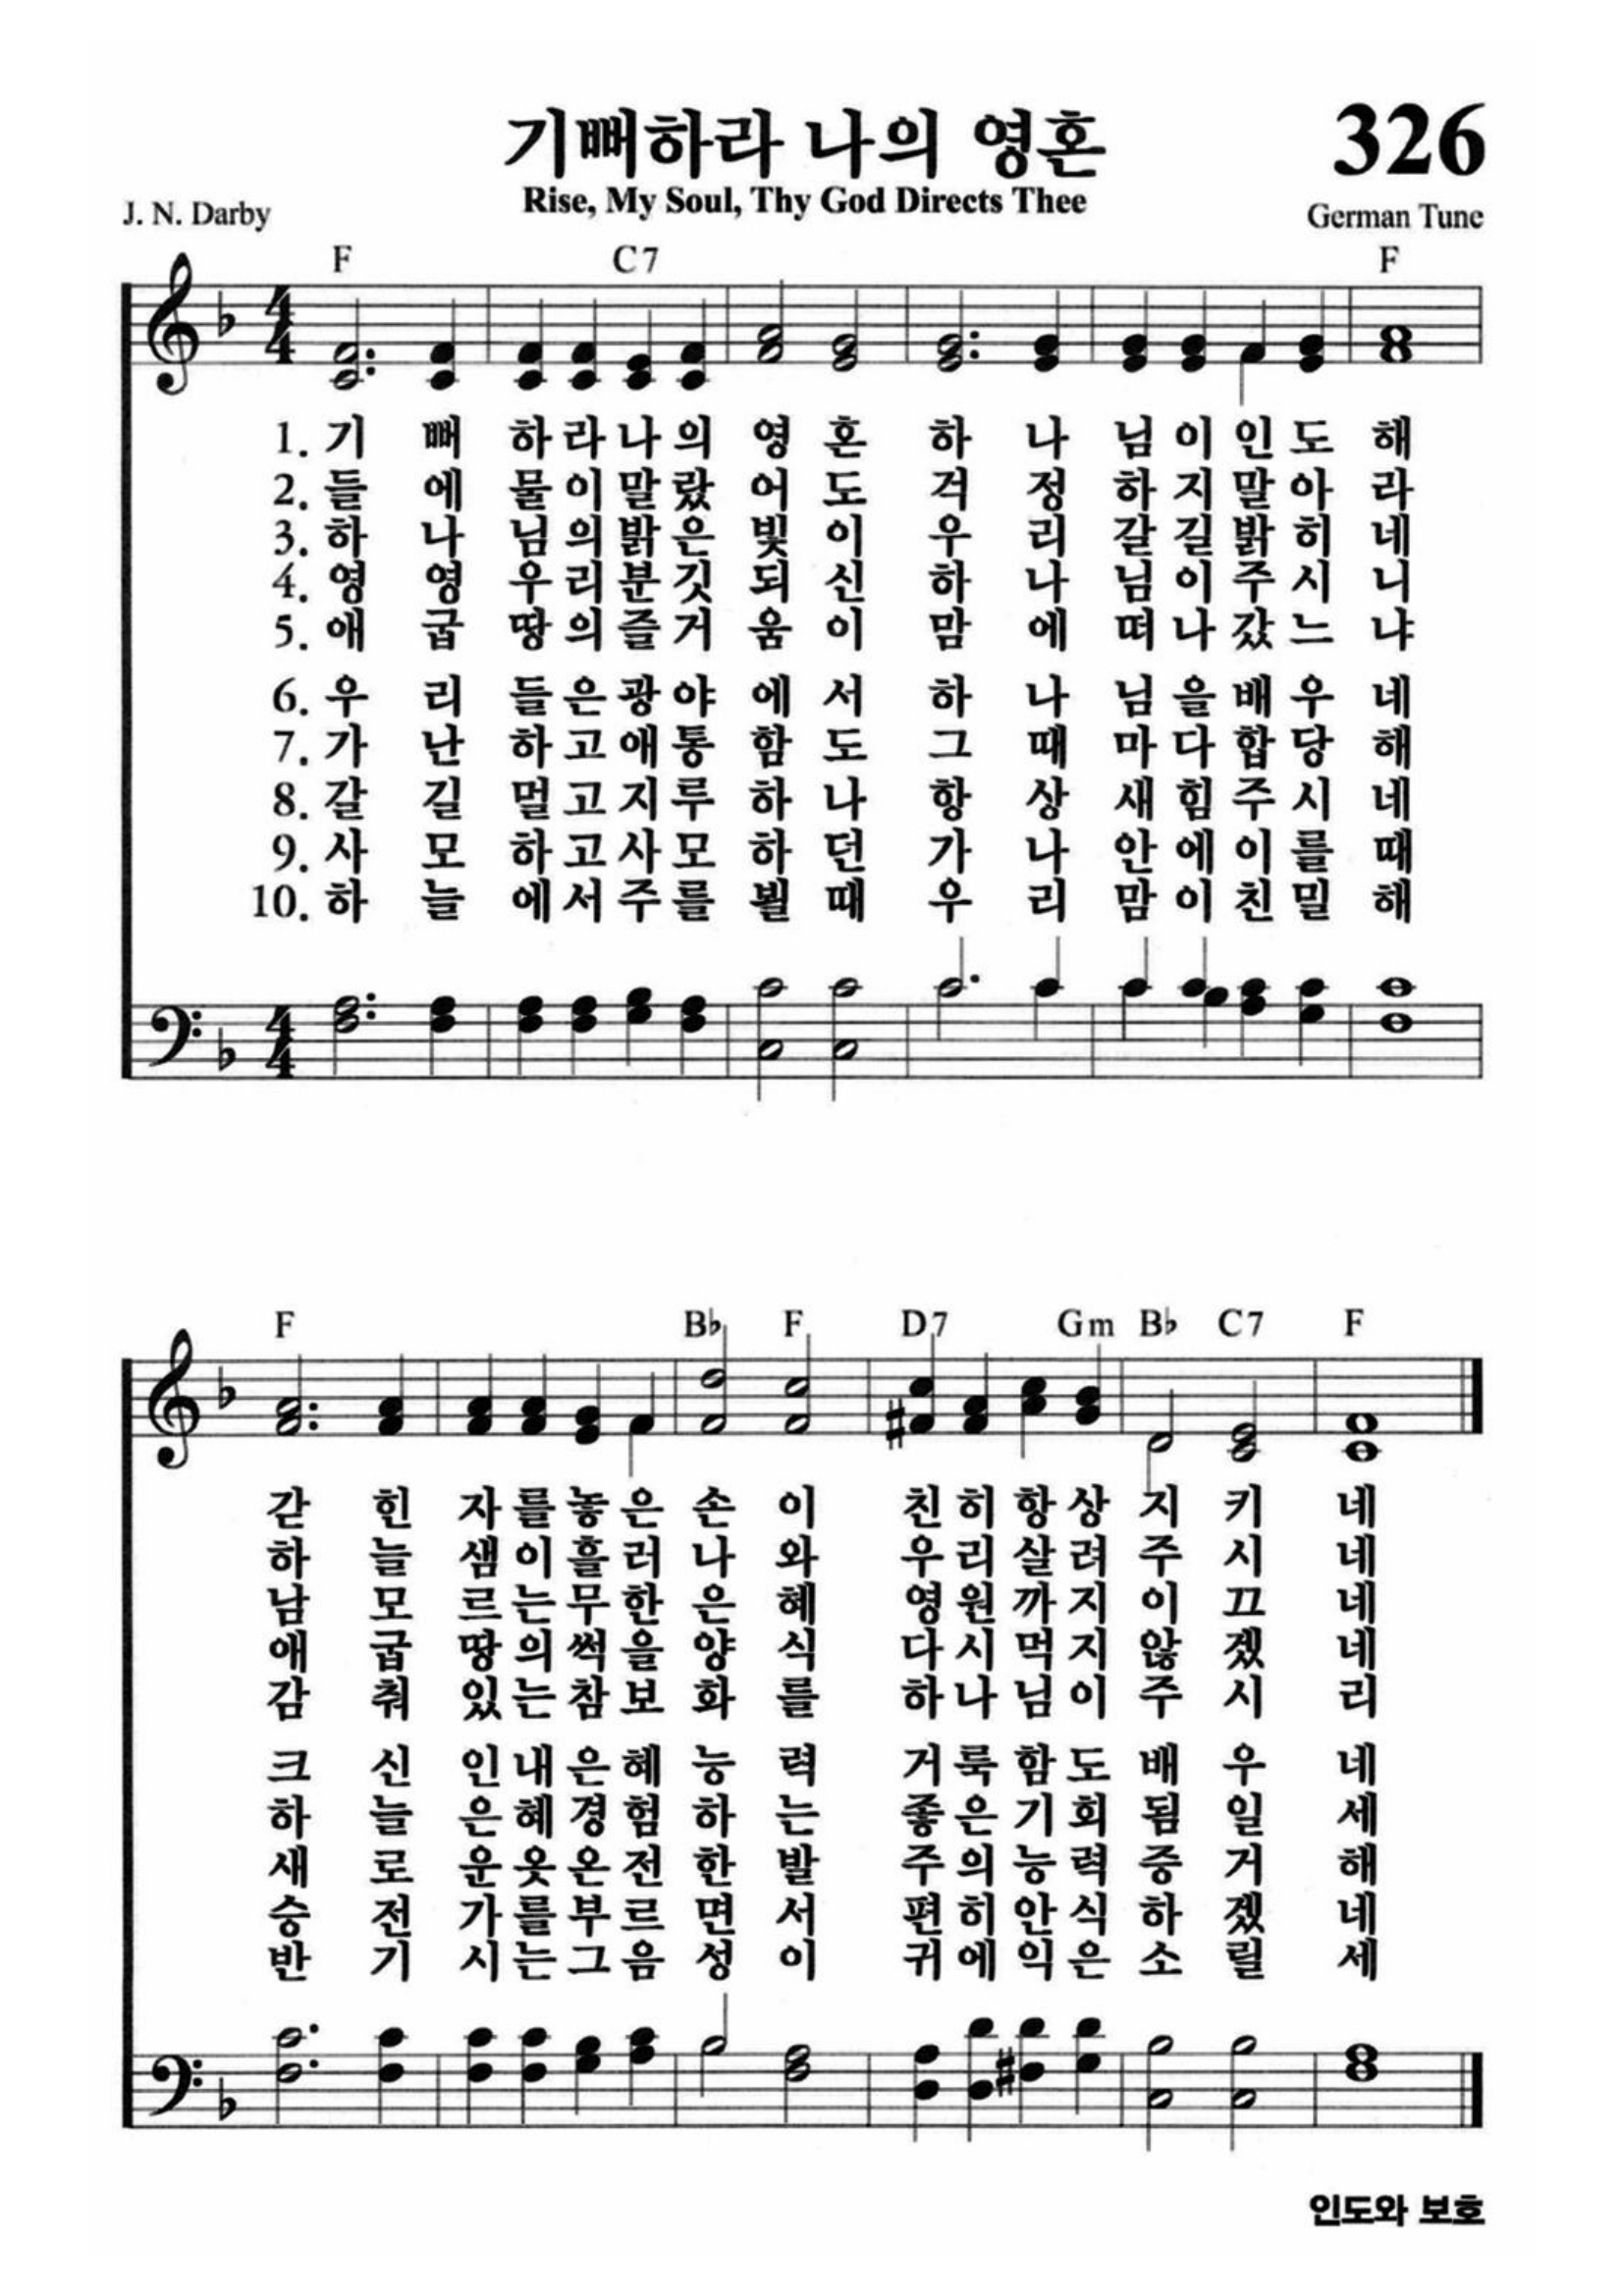 기뻐하라 나의 영혼 326
Rise, My Soul, Thy God Directs Thee
J. N. Darby German Tune
F C7 F
1. 기 뻐 하라나의 영 혼 하 나 님이인도 해
2. 들 에 물이말랐 어 도 걱 정 하지말아 라
3. 하 나 님의밝은 빛 이 우 리 갈길밝히 네
4. 영 영 우리분깃 되 신 하 나 님이주시 니
5. 애 굽 땅의즐거 움 이 맘 에 떠나갔느 냐
6. 우 리 들은광야 에 서 하 나 님을배우 네
7. 가 난 하고애통 함 도 그 때 마다합당 해
8. 갈 길 멀고지루 하 나 항 상 새힘주시 네
9. 사 모 하고사모 하 던 가 나 안에이를 때
10. 하 늘 에서주를 뵐 때 우 리 맘이친밀 해
F B♭ F D7 Gm B♭ C7 F
갇 힌 자를놓은 손 이 친히항상 지 키 네
하 늘 샘이흘러 나 와 우리살려 주 시 네
남 모 르는무한 은 혜 영원까지 이 끄 네
애 굽 땅의썩을 양 식 다시먹지 않 겠 네
감 춰 있는참보 화 를 하나님이 주 시 리
크 신 인내은혜 능 력 거룩함도 배 우 네
하 늘 은혜경험 하 는 좋은기회 됨 일 세
새 로 운옷온전 한 발 주의능력 증 거 해
승 전 가를부르 면 서 편히안식 하 겠 네
반 기 시는그음 성 이 귀에익은 소 릴 세
인도와 보호